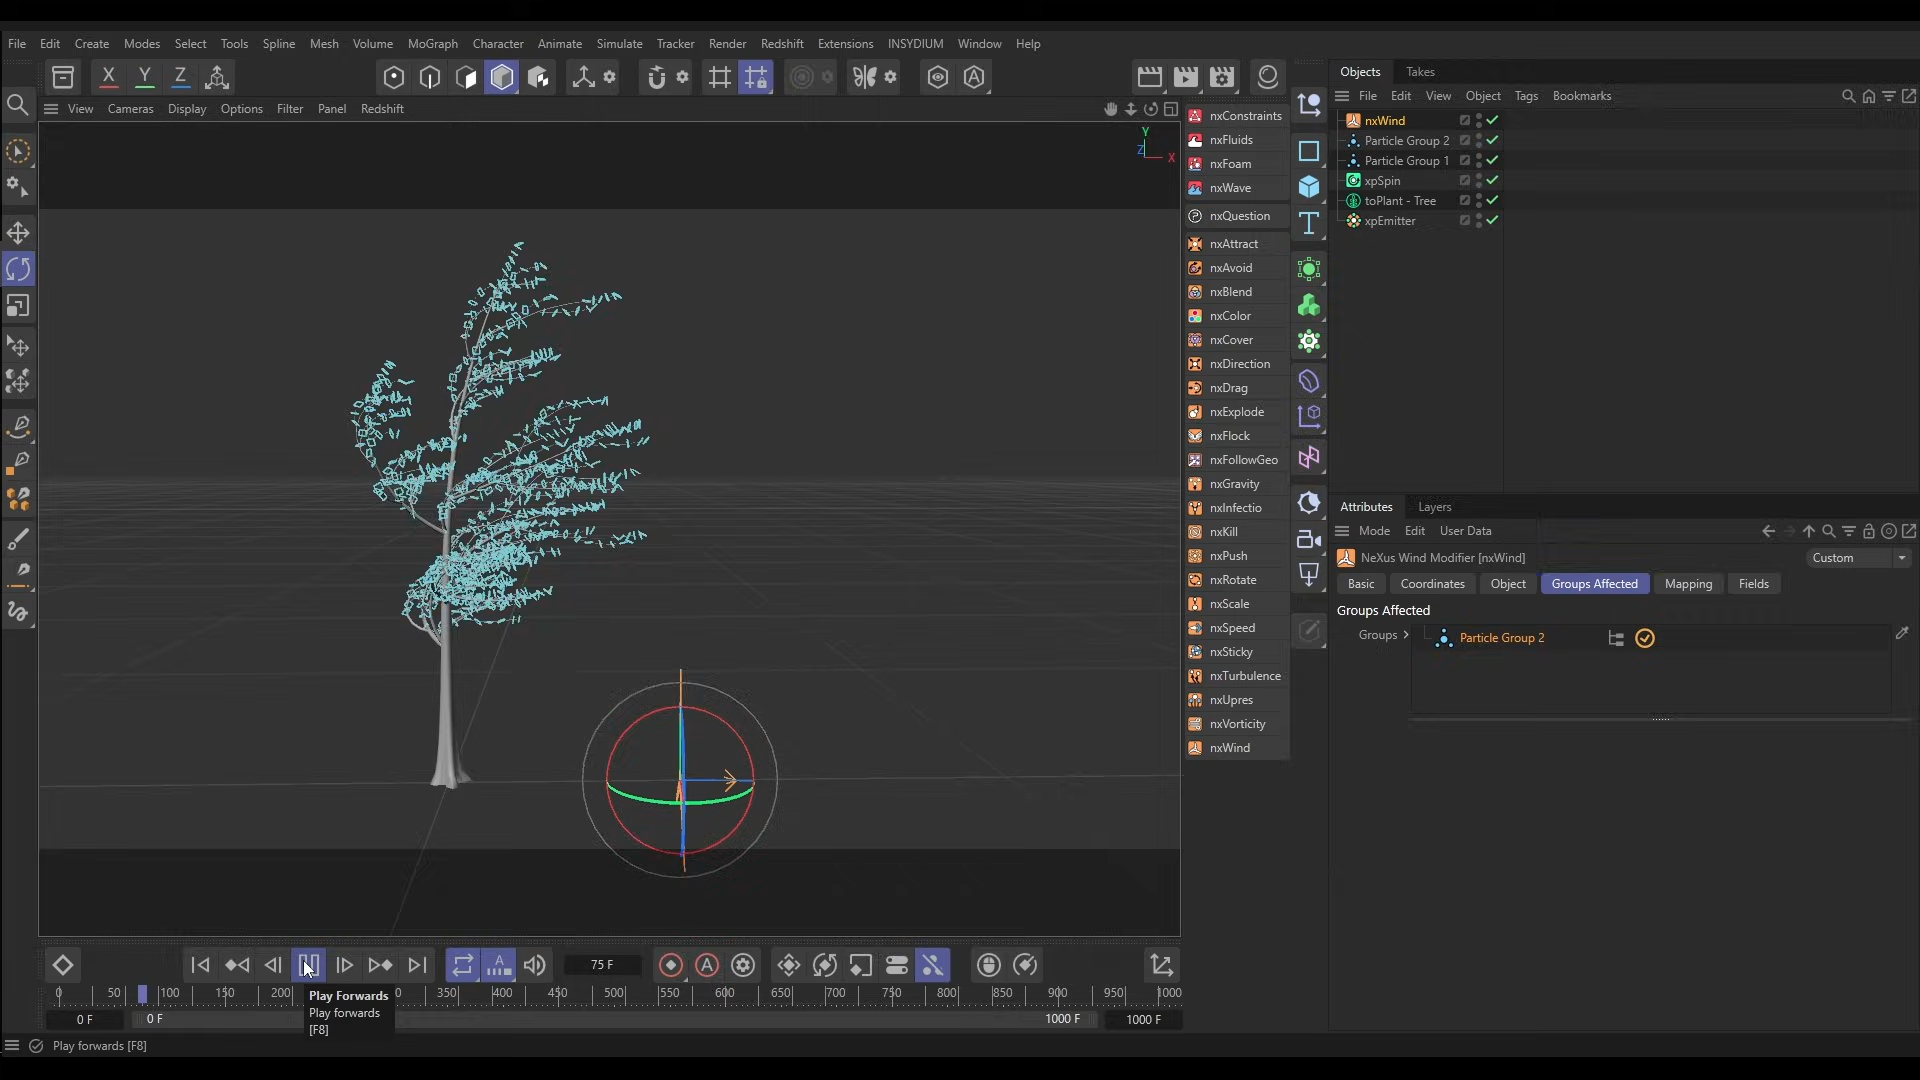 File Edit Create Modes Select Tools Spline Mesh Volume MoGraph Character Animate Simulate Tracker Render Redshift Extensions INSYDIUM Window Help
X Y Z
View Cameras Display Options Filter Panel Redshift
Y
Z X
nxConstraints
nxFluids
nxFoam
nxWave
nxQuestion
nxAttract
nxAvoid
nxBlend
nxColor
nxCover
nxDirection
nxDrag
nxExplode
nxFlock
nxFollowGeo
nxGravity
nxInfectio
nxKill
nxPush
nxRotate
nxScale
nxSpeed
nxSticky
nxTurbulence
nxUpres
nxVorticity
nxWind
Objects Takes
File Edit View Object Tags Bookmarks
nxWind
Particle Group 2
Particle Group 1
xpSpin
toPlant - Tree
xpEmitter
Attributes Layers
Mode Edit User Data
NeXus Wind Modifier [nxWind] Custom
Basic Coordinates Object Groups Affected Mapping Fields
Groups Affected
Groups Particle Group 2
A 75 F A
0 50 100 150 200 0 350 400 450 500 550 600 650 700 750 800 850 900 950 1000
Play Forwards
Play forwards
[F8]
0 F 0 F 1000 F 1000 F
Play forwards [F8]